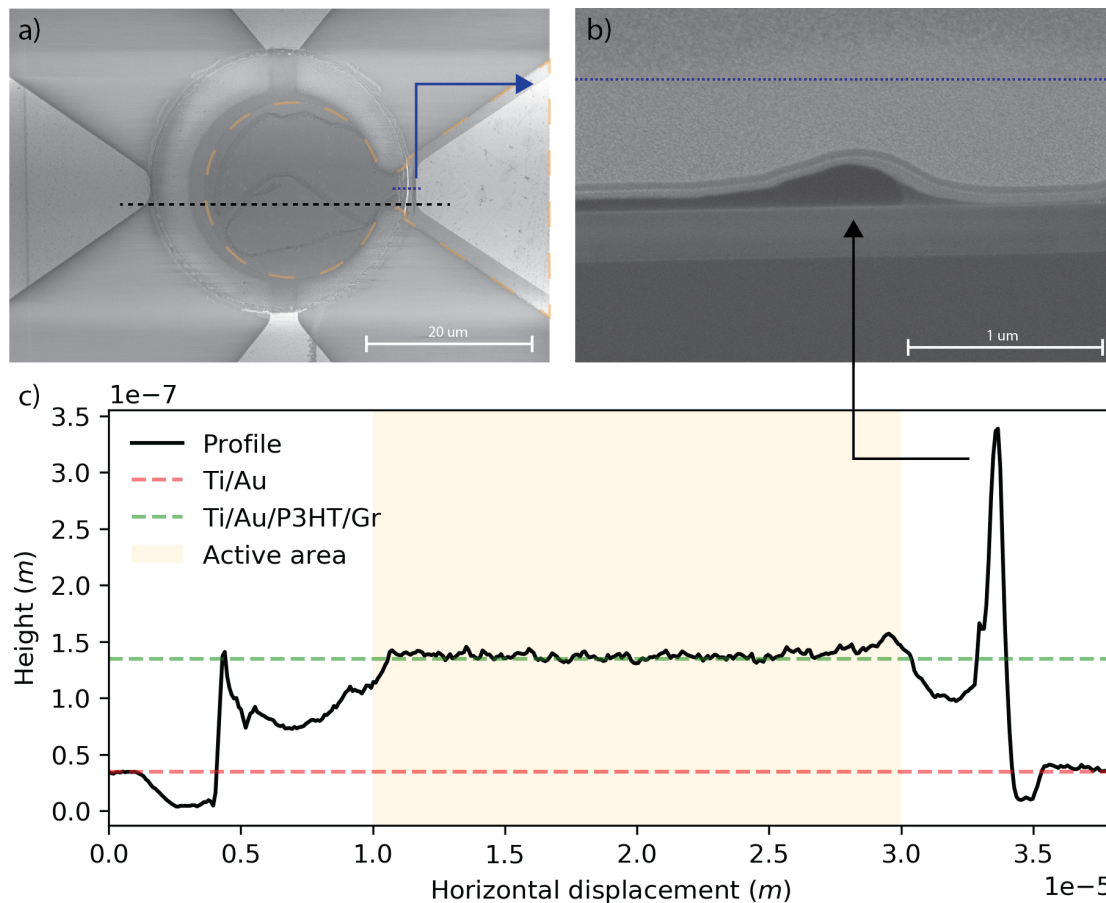 a)
20 um
b)
1 um
c)
1e−7
3.5
3.0
2.5
2.0
1.5
1.0
0.5
0.0
Height (m)
Profile
Ti/Au
Ti/Au/P3HT/Gr
Active area
0.0 0.5 1.0 1.5 2.0 2.5 3.0 3.5
1e−5
Horizontal displacement (m)